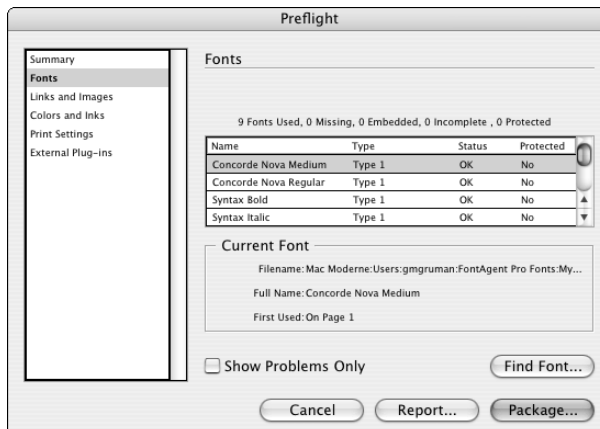 Preflight
Summary
Fonts
Links and Images
Colors and Inks
Print Settings
External Plug-ins
Fonts
9 Fonts Used, 0 Missing, 0 Embedded, 0 Incomplete , 0 Protected
Name Type Status Protected
Concorde Nova Medium Type 1 OK No
Concorde Nova Regular Type 1 OK No
Syntax Bold Type 1 OK No
Syntax Italic Type 1 OK No
Current Font
Filename: Mac Moderne:Users:gmgruman:FontAgent Pro Fonts:My...
Full Name: Concorde Nova Medium
First Used: On Page 1
Show Problems Only
Find Font...
Cancel
Report...
Package...